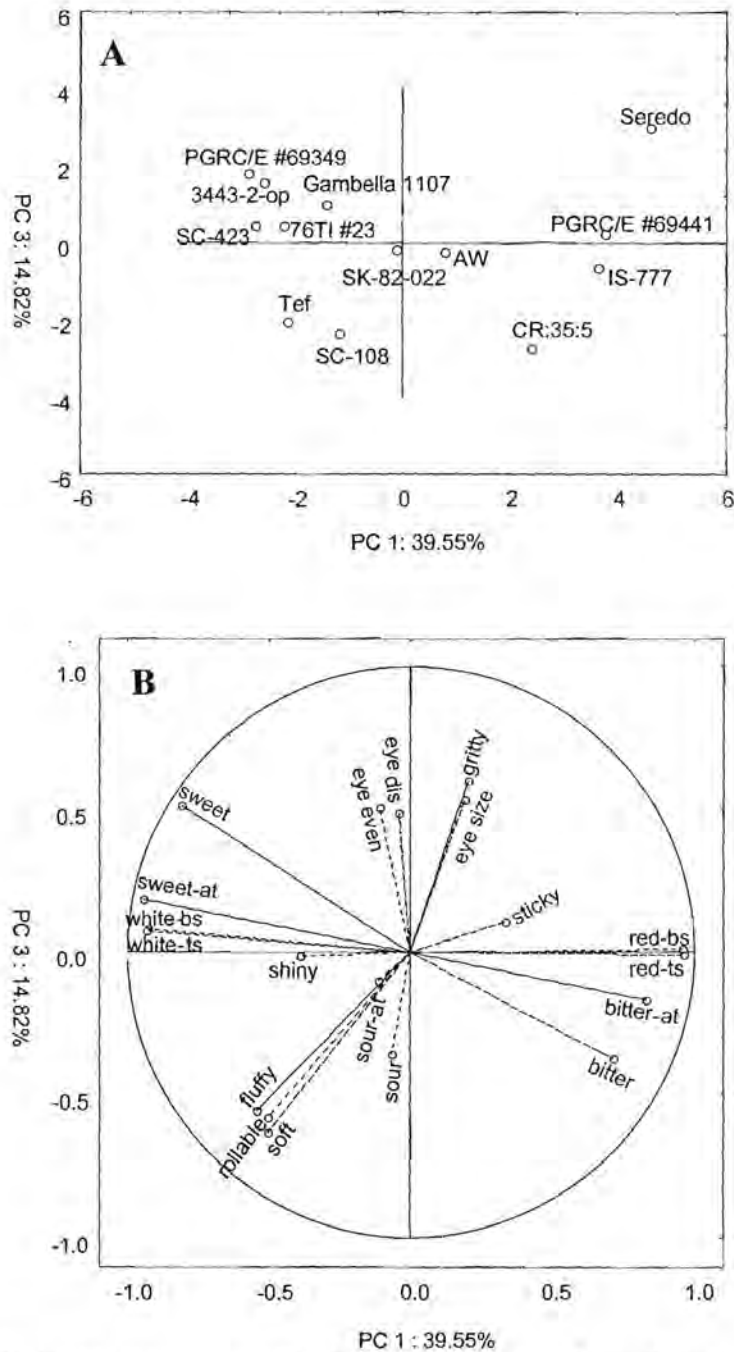 A
6
4
2
0
-2
-4
-6
PC 3: 14.82%
Seredo
PGRC/E #69349
3443-2-op
Gambella 1107
PGRC/E #69441
SC-423
76TI #23
SK-82-022
AW
IS-777
Tef
SC-108
CR:35:5
-6
-4
-2
0
2
4
6
PC 1: 39.55%
B
1.0
0.5
0.0
-0.5
-1.0
PC 3 : 14.82%
sweet
eye even
eye dis
gritty
eye size
sweet-at
sticky
white-bs
white-ts
red-bs
red-ts
shiny
sour-at
bitter-at
sour
bitter
fluffy
rollable
soft
-1.0
-0.5
0.0
0.5
1.0
PC 1 : 39.55%